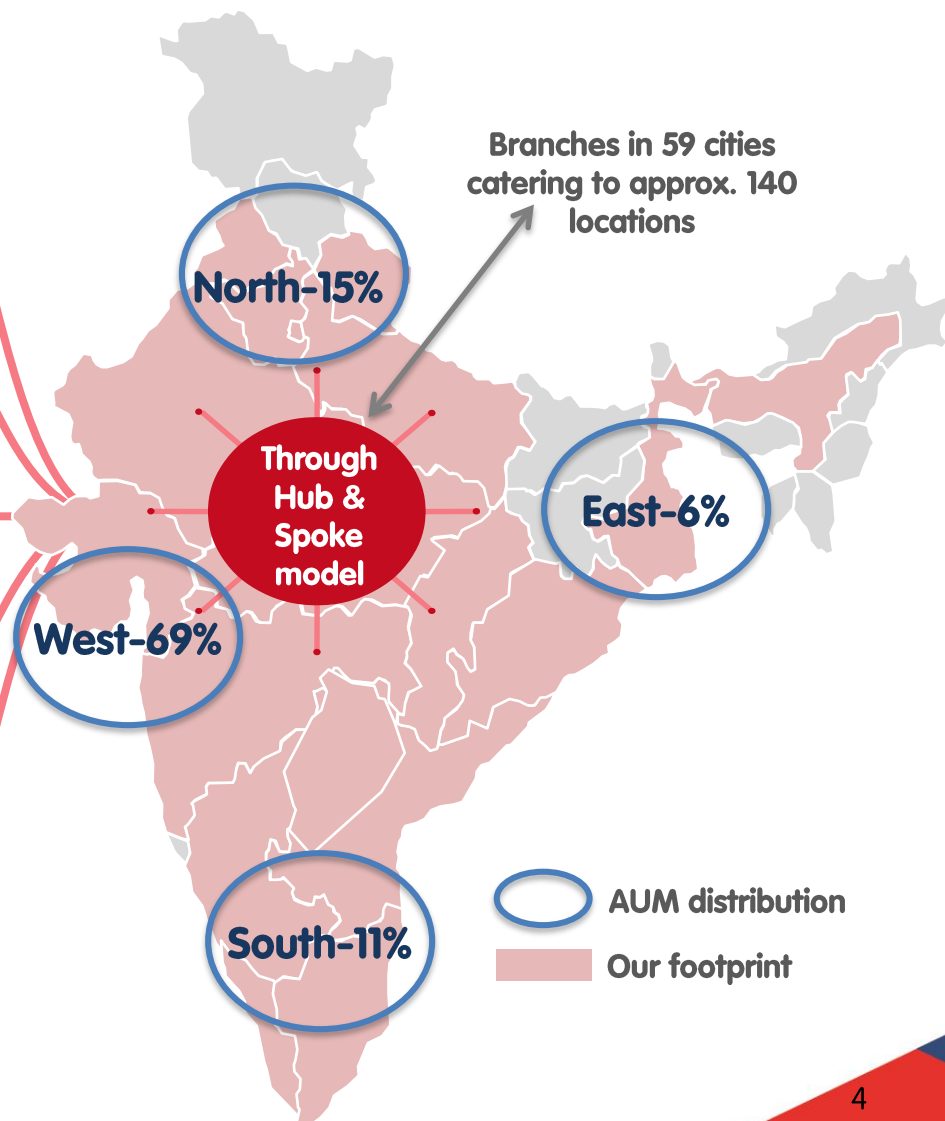 Branches in 59 cities
catering to approx. 140
locations
North-15%
Through
Hub &
Spoke
model
East-6%
West-69%
South-11%
AUM distribution
Our footprint
4